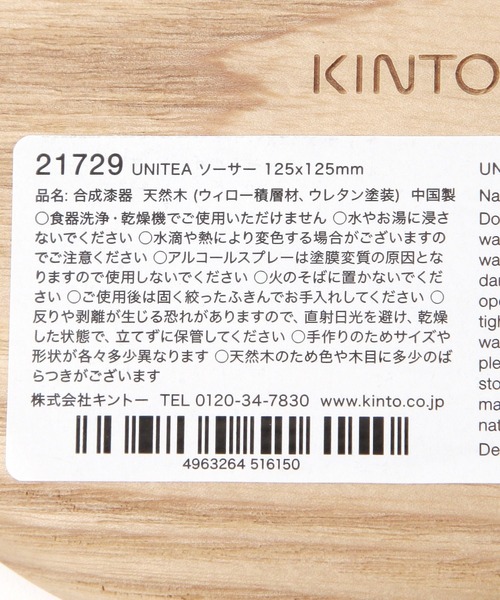 KINTO
21729 UNITEA ソーサー 125x125mm
品名: 合成漆器 天然木 (ウィロー積層材、ウレタン塗装) 中国製
○食器洗浄・乾燥機でご使用いただけません ○水やお湯に浸さ
ないでください ○水滴や熱により変色する場合がございますの
でご注意ください ○アルコールスプレーは塗膜変質の原因とな
りますので使用しないでください ○火のそばに置かないでくだ
さい ○ご使用後は固く絞ったふきんでお手入れしてください ○
反りや剥離が生じる恐れがありますので、直射日光を避け、乾燥
した状態で、立てずに保管してください ○手作りのためサイズや
形状が各々多少異なります ○天然木のため色や木目に多少のば
らつきがございます
株式会社キントー TEL 0120-34-7830 www.kinto.co.jp
4963264 516150
UN
Na
Do
wa
wa
dar
ope
tigh
wa
ple
sto
ma
nat
De